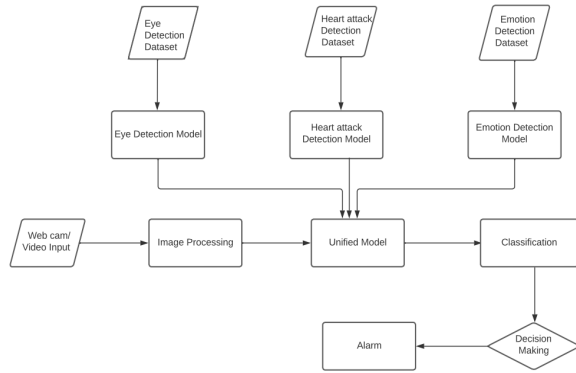 Eye
Detection
Dataset
Heart attack
Detection
Dataset
Emotion
Detection
Dataset
Eye Detection Model
Heart attack
Detection Model
Emotion Detection
Model
Web cam/
Video Input
Image Processing
Unified Model
Classification
Alarm
Decision
Making